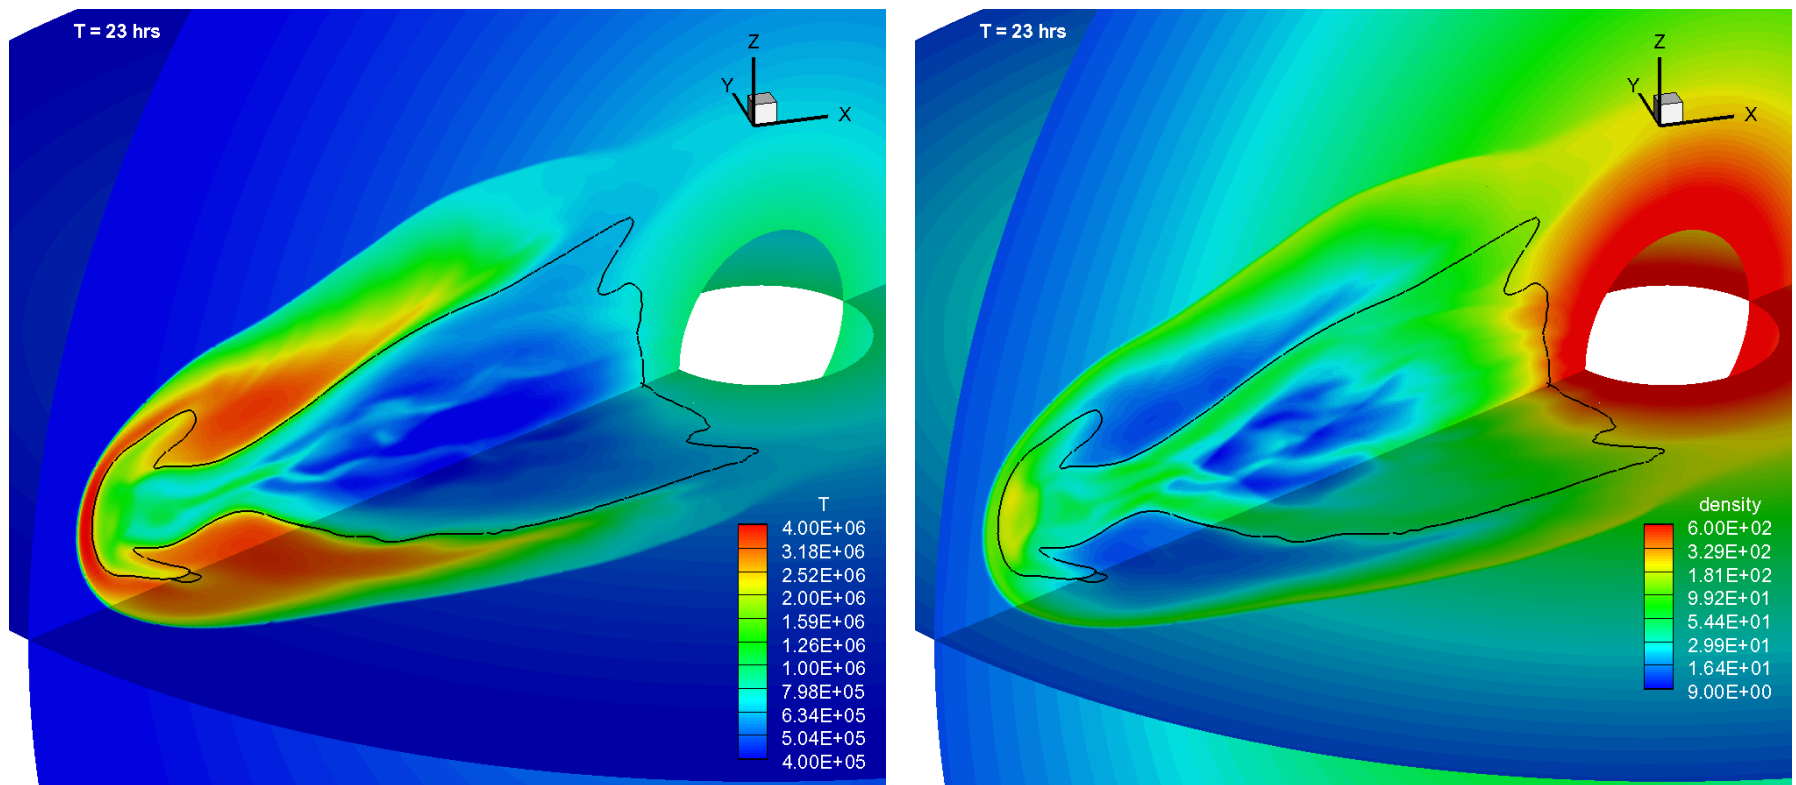 T = 23 hrs
Z
Y
X
T
4.00E+06
3.18E+06
2.52E+06
2.00E+06
1.59E+06
1.26E+06
1.00E+06
7.98E+05
6.34E+05
5.04E+05
4.00E+05
T = 23 hrs
Z
Y
X
density
6.00E+02
3.29E+02
1.81E+02
9.92E+01
5.44E+01
2.99E+01
1.64E+01
9.00E+00